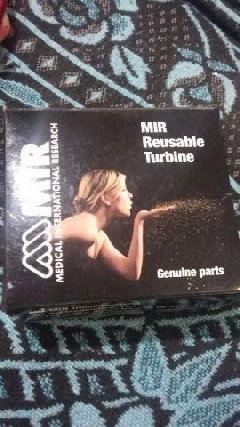 MIR
MEDICAL INTERNATIONAL RESEARCH
MIR
Reusable
Turbine
Genuine parts